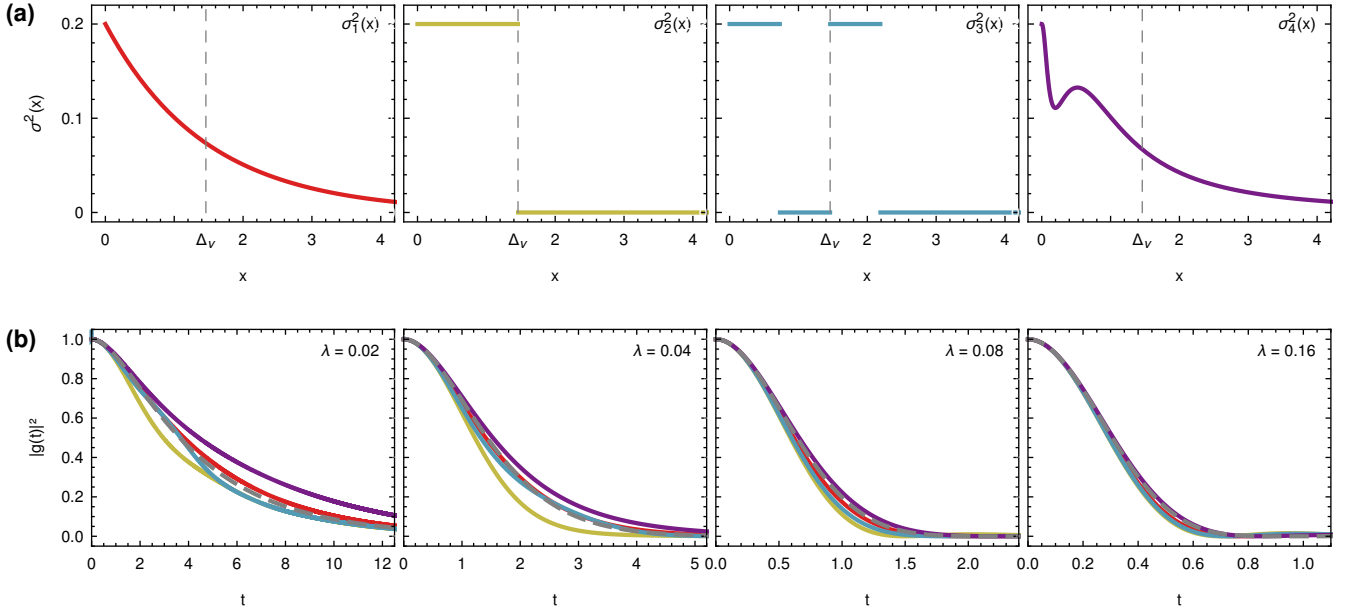 (a)
σ₁²(x)
σ₂²(x)
σ₃²(x)
σ₄²(x)
0.2
0.1
0
σ²(x)
0 Δᵥ 2 3 4
0 Δᵥ 2 3 4
0 Δᵥ 2 3 4
0 Δᵥ 2 3 4
x
x
x
x
(b)
λ = 0.02
λ = 0.04
λ = 0.08
λ = 0.16
1.0
0.8
0.6
0.4
0.2
0.0
|g(t)|²
0 2 4 6 8 10 12
0 1 2 3 4 5
0.0 0.5 1.0 1.5 2.0
0.0 0.2 0.4 0.6 0.8 1.0
t
t
t
t